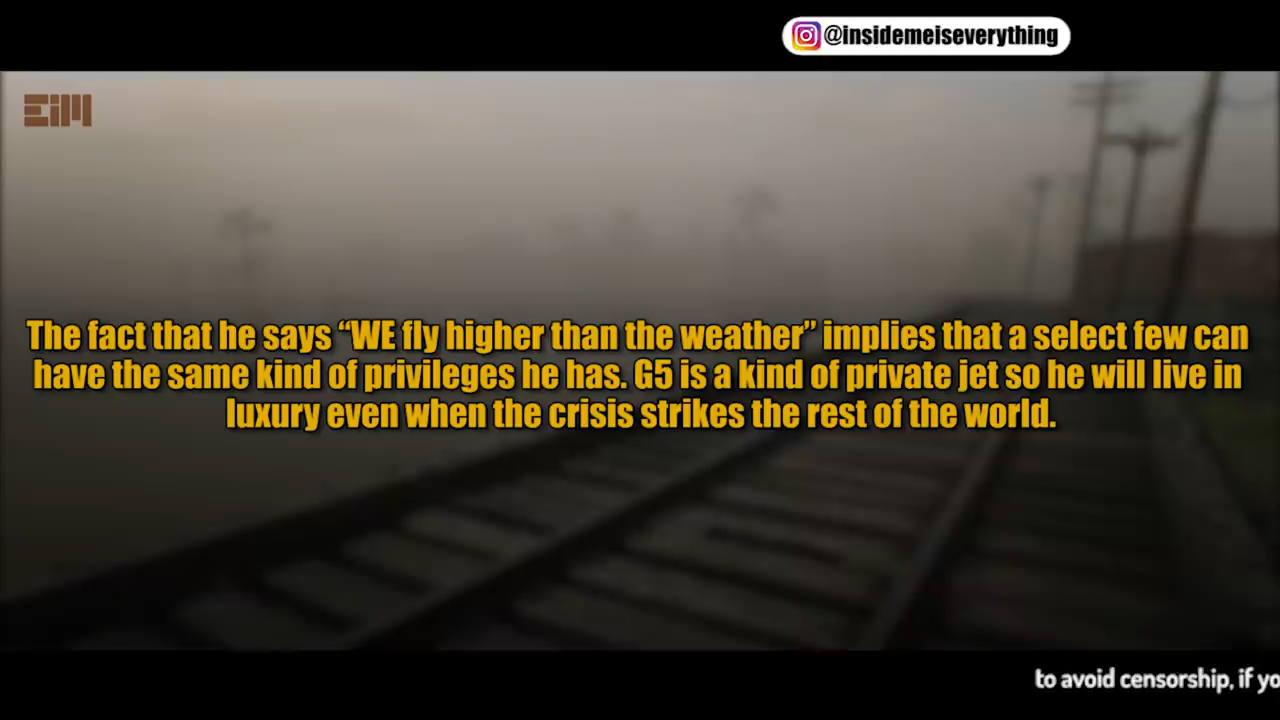 @insidemeiseverything
EiM
The fact that he says “WE fly higher than the weather” implies that a select few can
have the same kind of privileges he has. G5 is a kind of private jet so he will live in
luxury even when the crisis strikes the rest of the world.
to avoid censorship, if yo